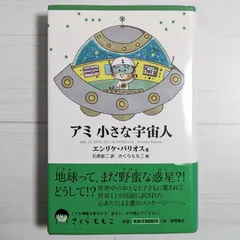 アミ 小さな宇宙人
エンリケ・バリオス
石原彰二 訳 さくらももこ 絵
地球って、まだ野蛮な惑星?!
どうして!?
世界中のおとなと子どもに愛されて、
世界11カ国語に訳された
心あたたまる愛のメッセージ
さくらももこ
徳間書店